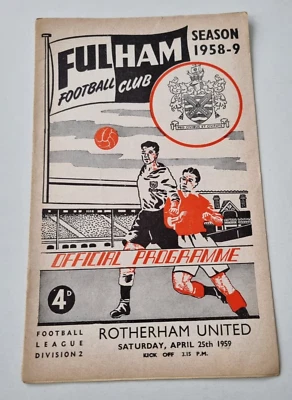 FULHAM
FOOTBALL CLUB
SEASON
1958-9
OFFICIAL PROGRAMME
4D
FOOTBALL
LEAGUE
DIVISION 2
ROTHERHAM UNITED
SATURDAY, APRIL 25th 1959
KICK OFF 3.15 P.M.